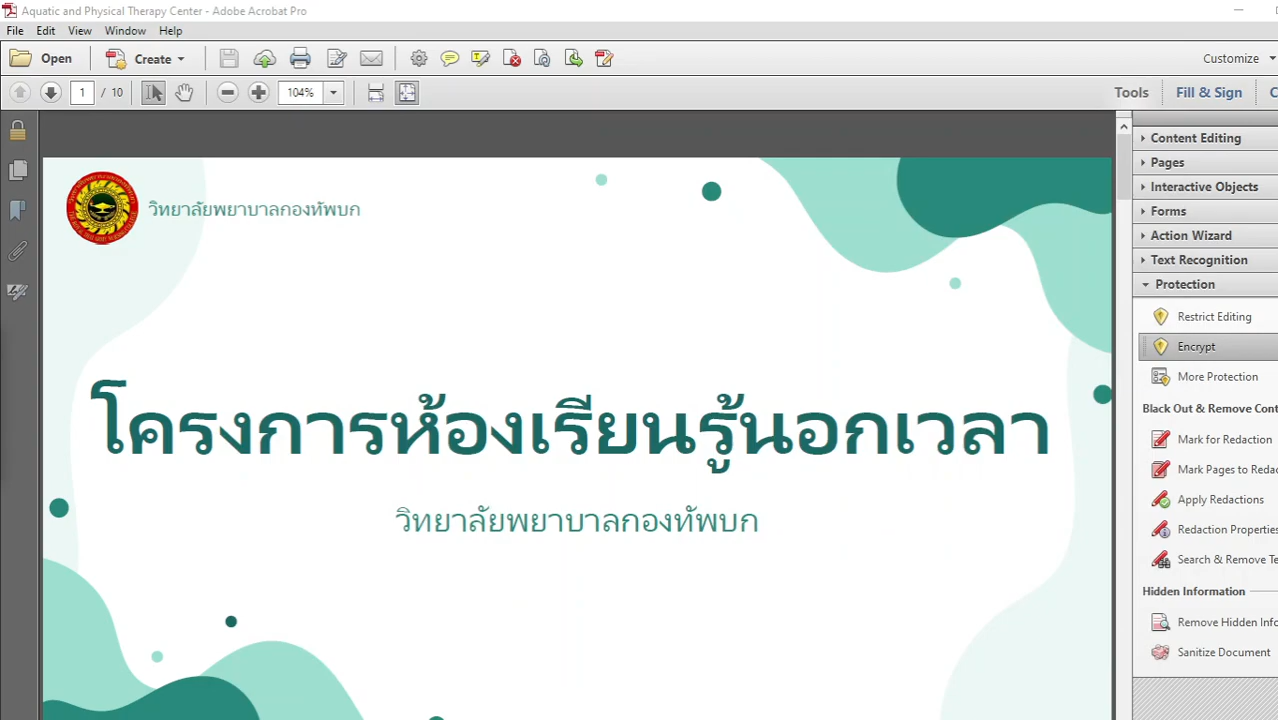 Aquatic and Physical Therapy Center - Adobe Acrobat Pro
File Edit View Window Help
Open Create Customize
1 / 10 104% Tools Fill & Sign
Content Editing
Pages
Interactive Objects
Forms
Action Wizard
Text Recognition
Protection
Restrict Editing
Encrypt
More Protection
Black Out & Remove Cont
Mark for Redaction
Mark Pages to Redac
Apply Redactions
Redaction Properties
Search & Remove Te
Hidden Information
Remove Hidden Info
Sanitize Document
วิทยาลัยพยาบาลกองทัพบก
โครงการห้องเรียนรู้นอกเวลา
วิทยาลัยพยาบาลกองทัพบก